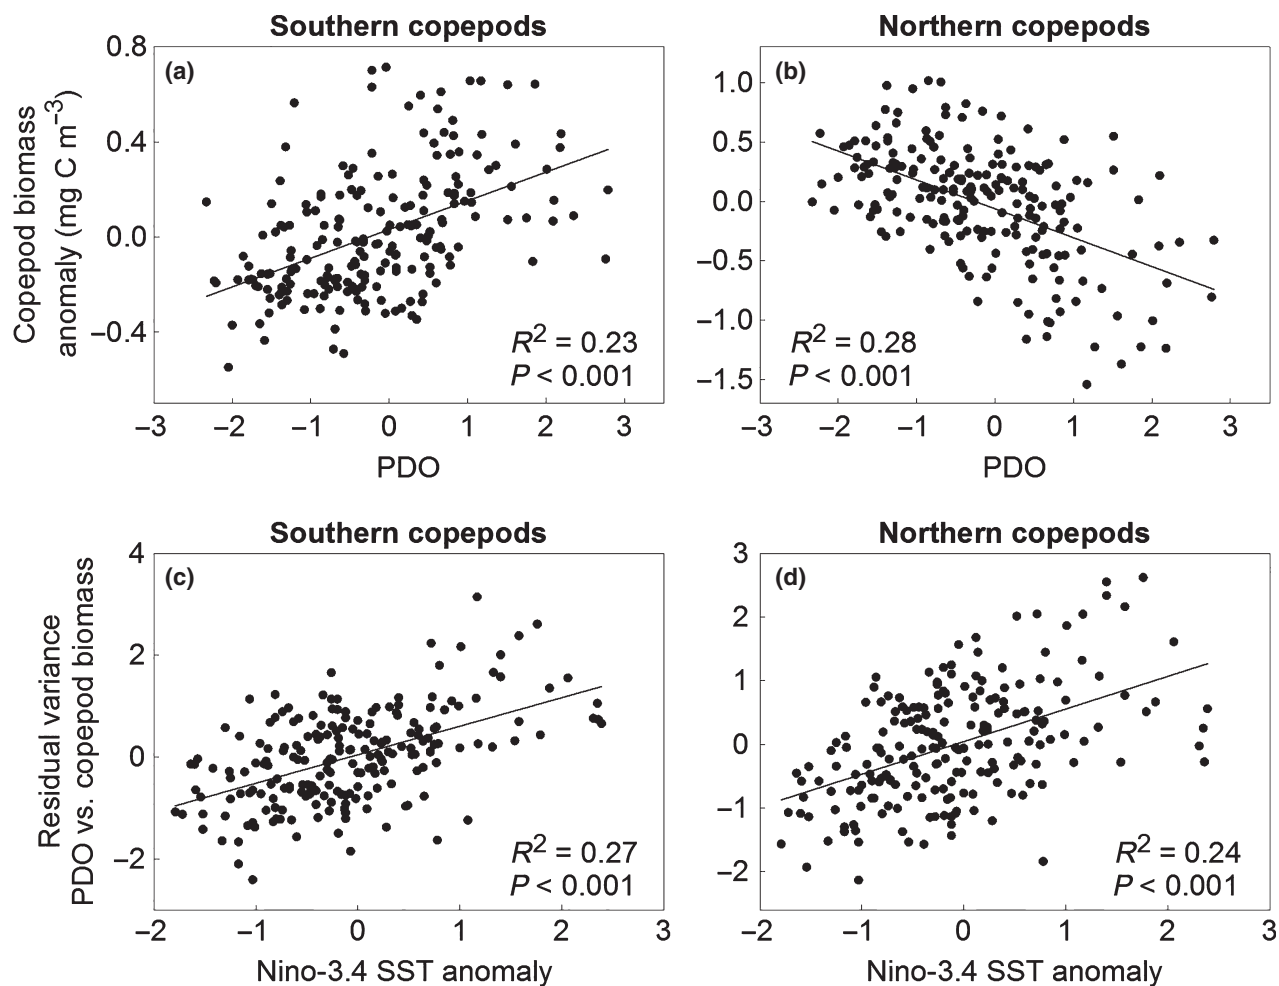 Southern copepods
Northern copepods
(a)
(b)
Copepod biomass
anomaly (mg C m−3)
0.8
0.4
0.0
−0.4
1.0
0.5
0.0
−0.5
−1.0
−1.5
R2 = 0.23
P < 0.001
R2 = 0.28
P < 0.001
−3 −2 −1 0 1 2 3
−3 −2 −1 0 1 2 3
PDO
PDO
Southern copepods
Northern copepods
(c)
(d)
Residual variance
PDO vs. copepod biomass
4
2
0
−2
3
2
1
0
−1
−2
R2 = 0.27
P < 0.001
R2 = 0.24
P < 0.001
−2 −1 0 1 2 3
−2 −1 0 1 2 3
Nino-3.4 SST anomaly
Nino-3.4 SST anomaly